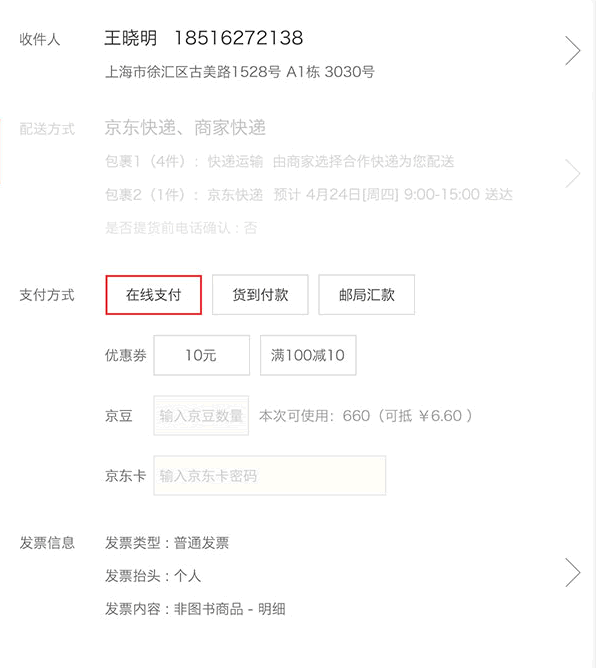 收件人 王晓明 18516272138
上海市徐汇区古美路1528号 A1栋 3030号
配送方式 京东快递、商家快递
包裹1（4件）：快递运输 由商家选择合作快递为您配送
包裹2（1件）：京东快递 预计 4月24日[周四] 9:00-15:00 送达
是否提货前电话确认：否
支付方式 在线支付 货到付款 邮局汇款
优惠券 10元 满100减10
京豆 输入京豆数量 本次可使用：660（可抵 ￥6.60 ）
京东卡 输入京东卡密码
发票信息 发票类型：普通发票
发票抬头：个人
发票内容：非图书商品 - 明细